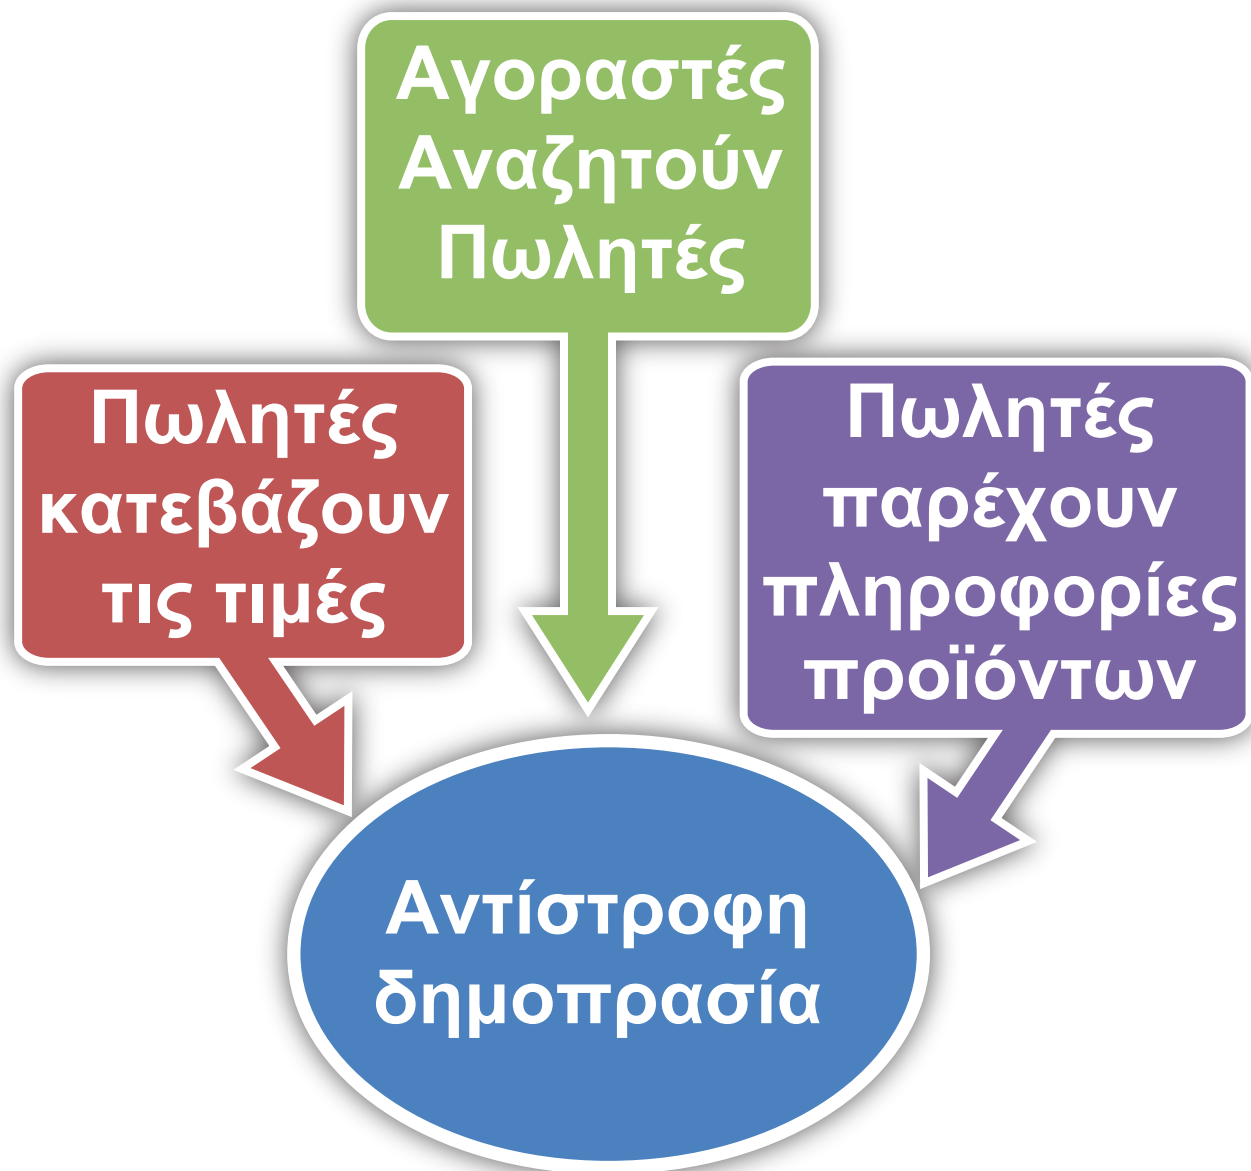 Αγοραστές
Αναζητούν
Πωλητές
Πωλητές
κατεβάζουν
τις τιμές
Πωλητές
παρέχουν
πληροφορίες
προϊόντων
Αντίστροφη
δημοπρασία